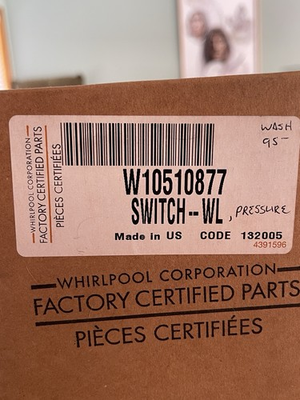 WHIRLPOOL CORPORATION
FACTORY CERTIFIED PARTS
PIÈCES CERTIFIÉES
WASH
95-
W10510877
SWITCH--WL, PRESSURE
Made in US CODE 132005
4391596
WHIRLPOOL CORPORATION
FACTORY CERTIFIED PARTS
PIÈCES CERTIFIÉES